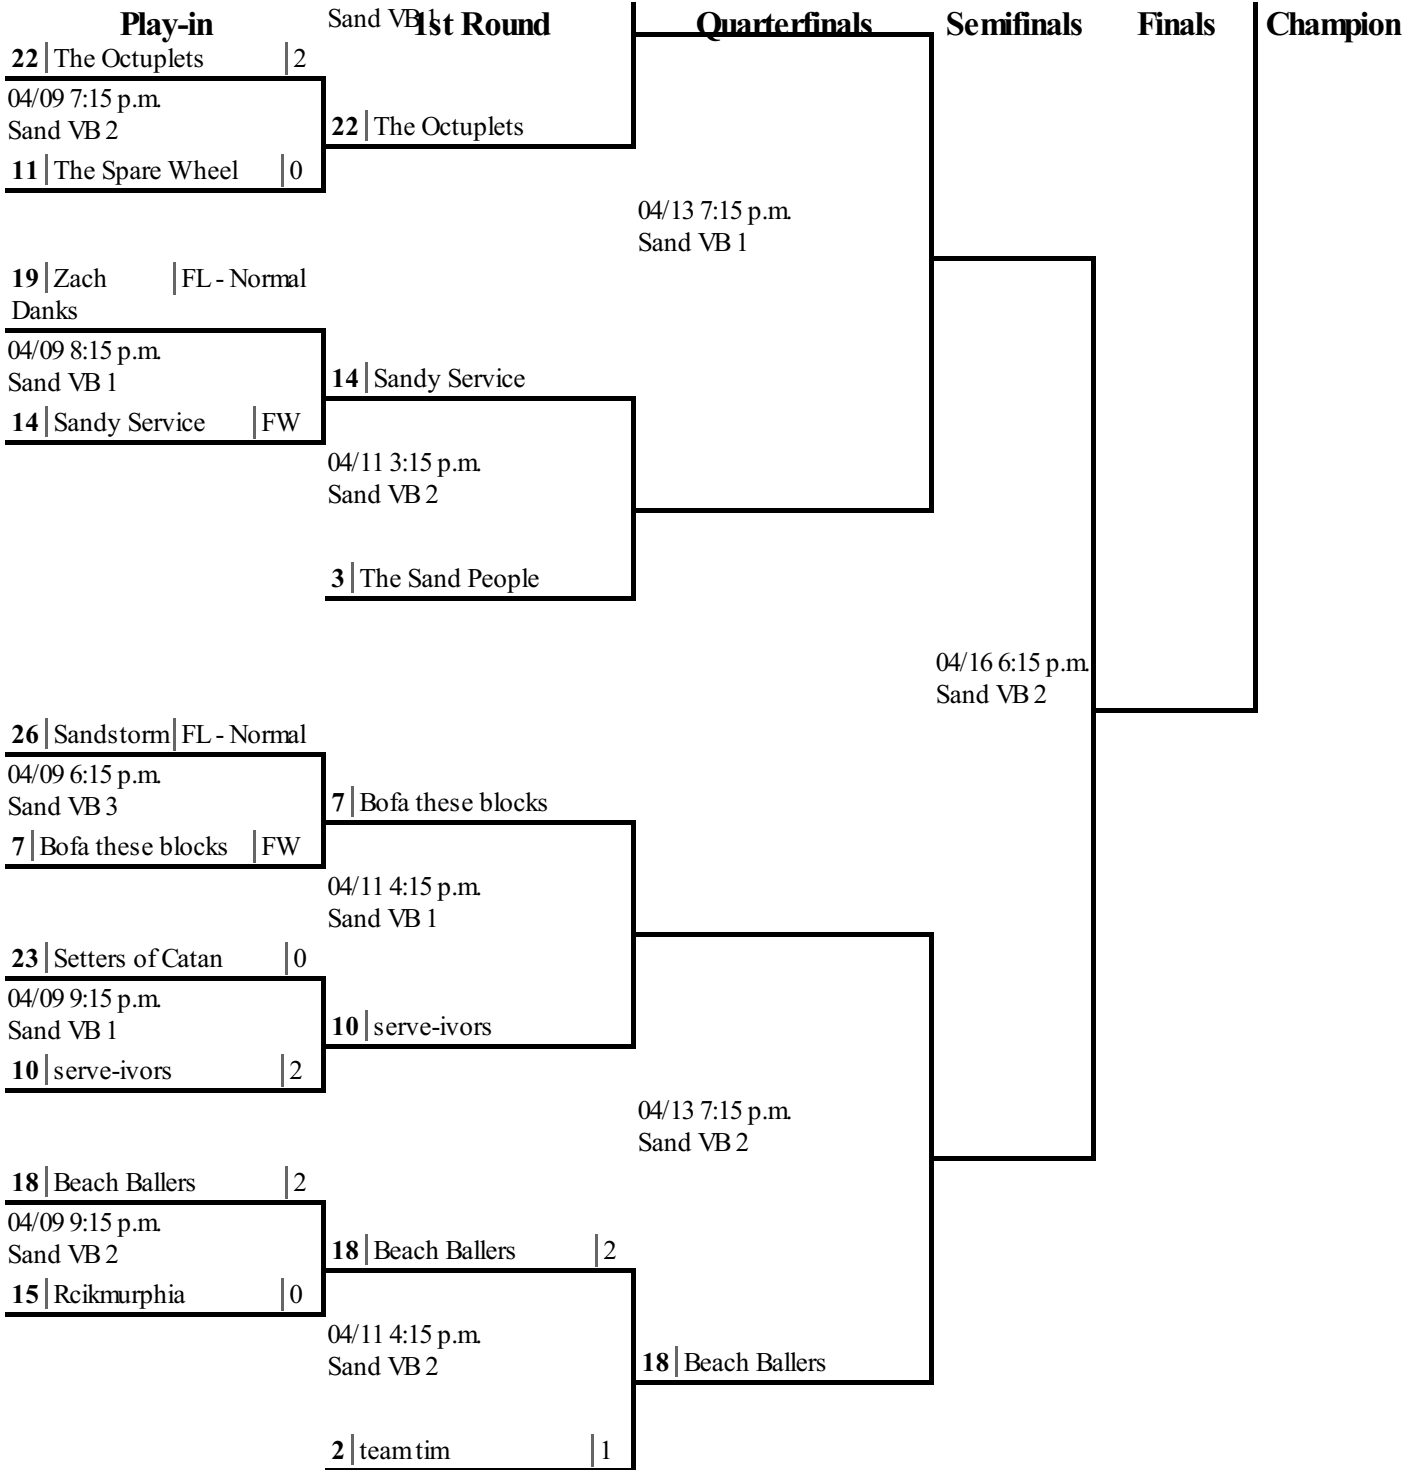 Play-in
Sand VB 1
1st Round
Quarterfinals
Semifinals
Finals
Champion
22 The Octuplets 2
04/09 7:15 p.m.
Sand VB 2
11 The Spare Wheel 0
22 The Octuplets
04/13 7:15 p.m.
Sand VB 1
19 Zach FL - Normal
Danks
04/09 8:15 p.m.
Sand VB 1
14 Sandy Service FW
14 Sandy Service
04/11 3:15 p.m.
Sand VB 2
3 The Sand People
04/16 6:15 p.m.
Sand VB 2
26 Sandstorm FL - Normal
04/09 6:15 p.m.
Sand VB 3
7 Bofa these blocks FW
7 Bofa these blocks
04/11 4:15 p.m.
Sand VB 1
23 Setters of Catan 0
04/09 9:15 p.m.
Sand VB 1
10 serve-ivors 2
10 serve-ivors
04/13 7:15 p.m.
Sand VB 2
18 Beach Ballers 2
04/09 9:15 p.m.
Sand VB 2
15 Rcikmurphia 0
18 Beach Ballers 2
04/11 4:15 p.m.
Sand VB 2
18 Beach Ballers
2 team tim 1